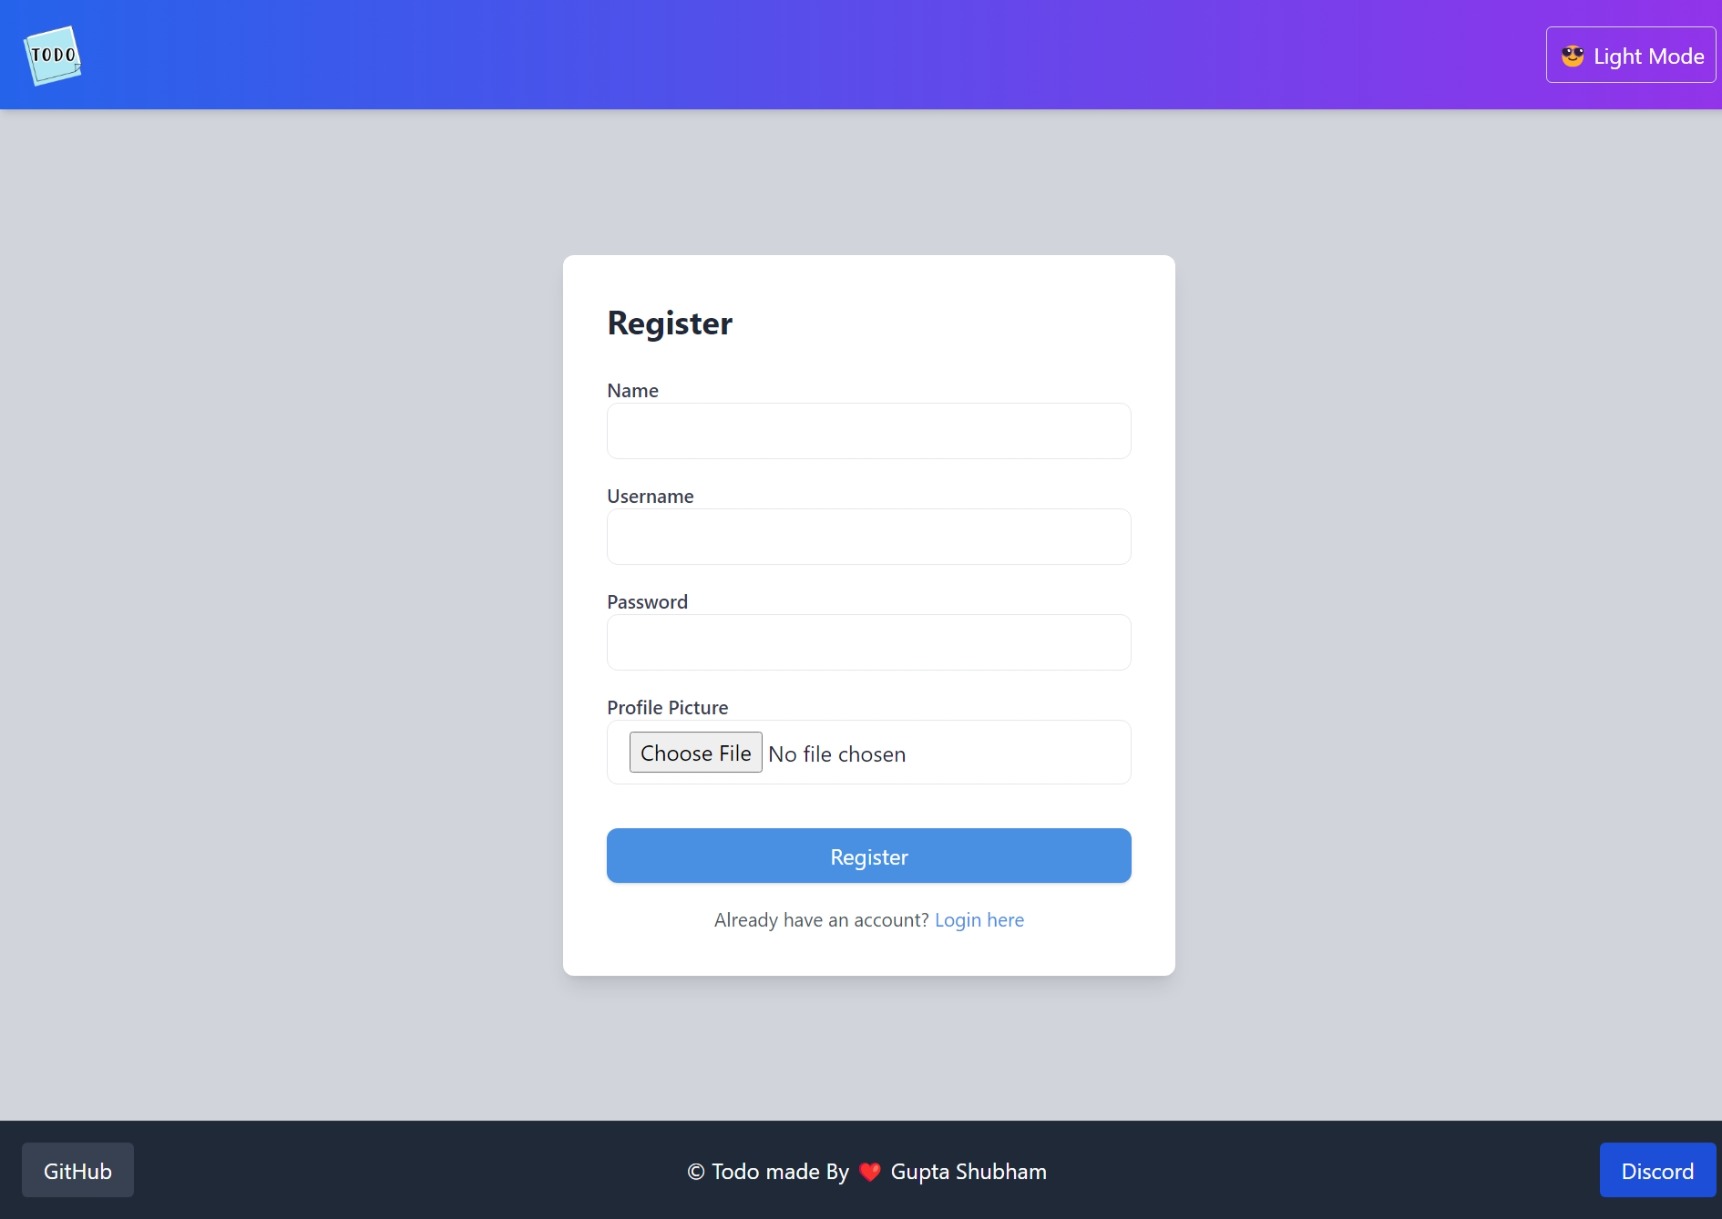 TODO
😎 Light Mode
Register
Name
Username
Password
Profile Picture
Choose File No file chosen
Register
Already have an account? Login here
GitHub
© Todo made By ❤️ Gupta Shubham
Discord